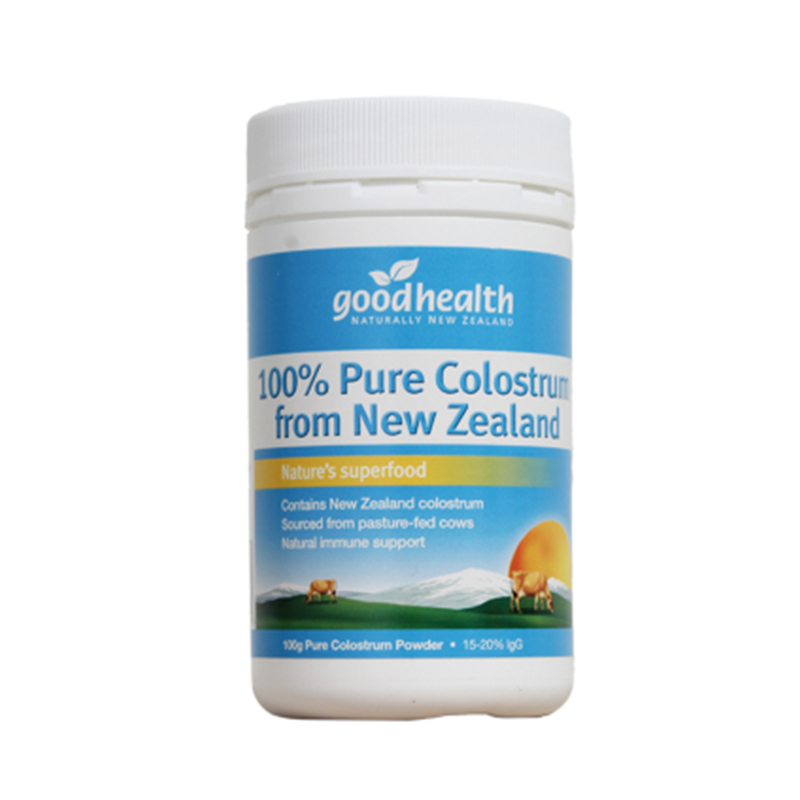 goodhealth
NATURALLY NEW ZEALAND
100% Pure Colostrum
from New Zealand
Nature's superfood
Contains New Zealand colostrum
Sourced from pasture-fed cows
Natural immune support
100g Pure Colostrum Powder • 15-20% IgG